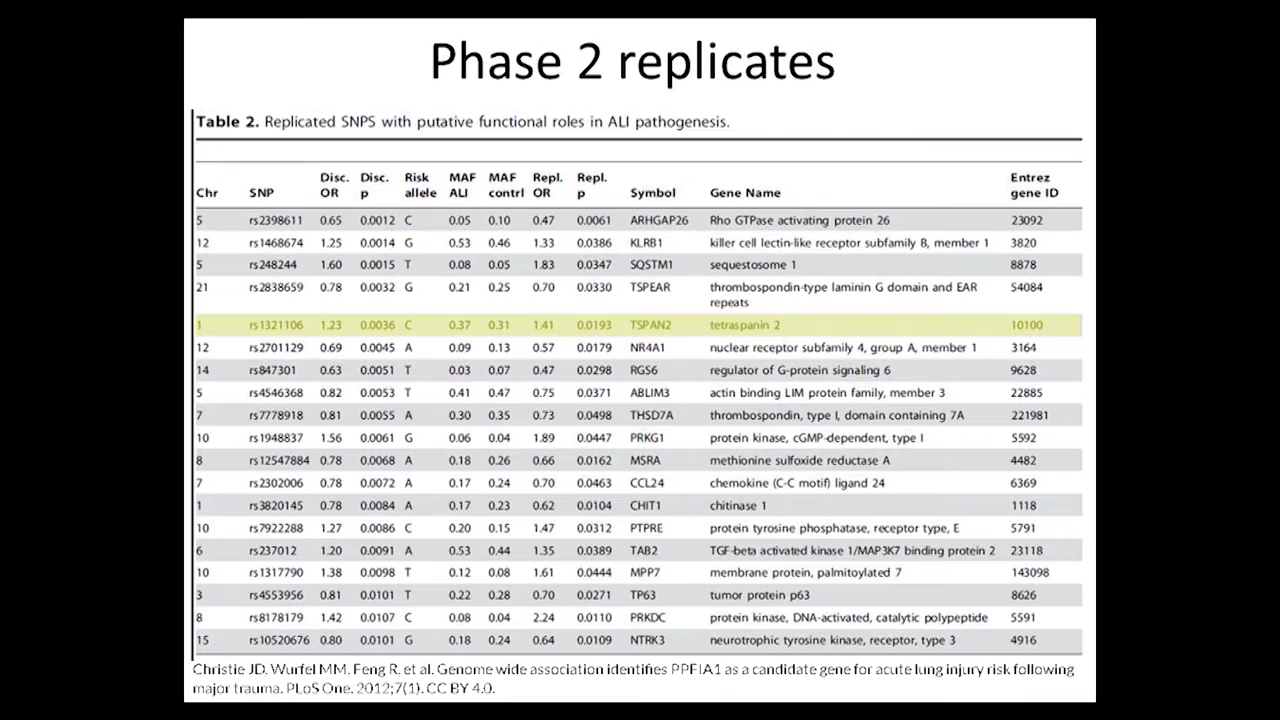 Phase 2 replicates
Table 2. Replicated SNPS with putative functional roles in ALI pathogenesis.
Disc. Disc. Risk MAF MAF Repl. Repl. Entrez
Chr SNP OR p allele ALI contrl OR p Symbol Gene Name gene ID
5 rs2398611 0.65 0.0012 C 0.05 0.10 0.47 0.0061 ARHGAP26 Rho GTPase activating protein 26 23092
12 rs1468674 1.25 0.0014 G 0.53 0.46 1.33 0.0386 KLRB1 killer cell lectin-like receptor subfamily B, member 1 3820
5 rs248244 1.60 0.0015 T 0.08 0.05 1.83 0.0347 SQSTM1 sequestosome 1 8878
21 rs2838659 0.78 0.0032 G 0.21 0.25 0.70 0.0330 TSPEAR thrombospondin-type laminin G domain and EAR 54084
repeats
1 rs1321106 1.23 0.0036 C 0.37 0.31 1.41 0.0193 TSPAN2 tetraspanin 2 10100
12 rs2701129 0.69 0.0045 A 0.09 0.13 0.57 0.0179 NR4A1 nuclear receptor subfamily 4, group A, member 1 3164
14 rs847301 0.63 0.0051 T 0.03 0.07 0.47 0.0298 RGS6 regulator of G-protein signaling 6 9628
5 rs4546368 0.82 0.0053 T 0.41 0.47 0.75 0.0371 ABLIM3 actin binding LIM protein family, member 3 22885
7 rs7778918 0.81 0.0055 A 0.30 0.35 0.73 0.0498 THSD7A thrombospondin, type I, domain containing 7A 221981
10 rs1948837 1.56 0.0061 G 0.06 0.04 1.89 0.0447 PRKG1 protein kinase, cGMP-dependent, type I 5592
8 rs12547884 0.78 0.0068 A 0.18 0.26 0.66 0.0162 MSRA methionine sulfoxide reductase A 4482
7 rs2302006 0.78 0.0072 A 0.17 0.24 0.70 0.0463 CCL24 chemokine (C-C motif) ligand 24 6369
1 rs3820145 0.78 0.0084 A 0.17 0.23 0.62 0.0104 CHIT1 chitinase 1 1118
10 rs7922288 1.27 0.0086 C 0.20 0.15 1.47 0.0312 PTPRE protein tyrosine phosphatase, receptor type, E 5791
6 rs237012 1.20 0.0091 A 0.53 0.44 1.35 0.0389 TAB2 TGF-beta activated kinase 1/MAP3K7 binding protein 2 23118
10 rs1317790 1.38 0.0098 T 0.12 0.08 1.61 0.0444 MPP7 membrane protein, palmitoylated 7 143098
3 rs4553956 0.81 0.0101 T 0.22 0.28 0.70 0.0271 TP63 tumor protein p63 8626
8 rs8178179 1.42 0.0107 C 0.08 0.04 2.24 0.0110 PRKDC protein kinase, DNA-activated, catalytic polypeptide 5591
15 rs10520676 0.80 0.0101 G 0.18 0.24 0.64 0.0109 NTRK3 neurotrophic tyrosine kinase, receptor, type 3 4916
Christie JD. Wurfel MM. Feng R. et al. Genome wide association identifies PPFIA1 as a candidate gene for acute lung injury risk following
major trauma. PLoS One. 2012;7(1). CC BY 4.0.